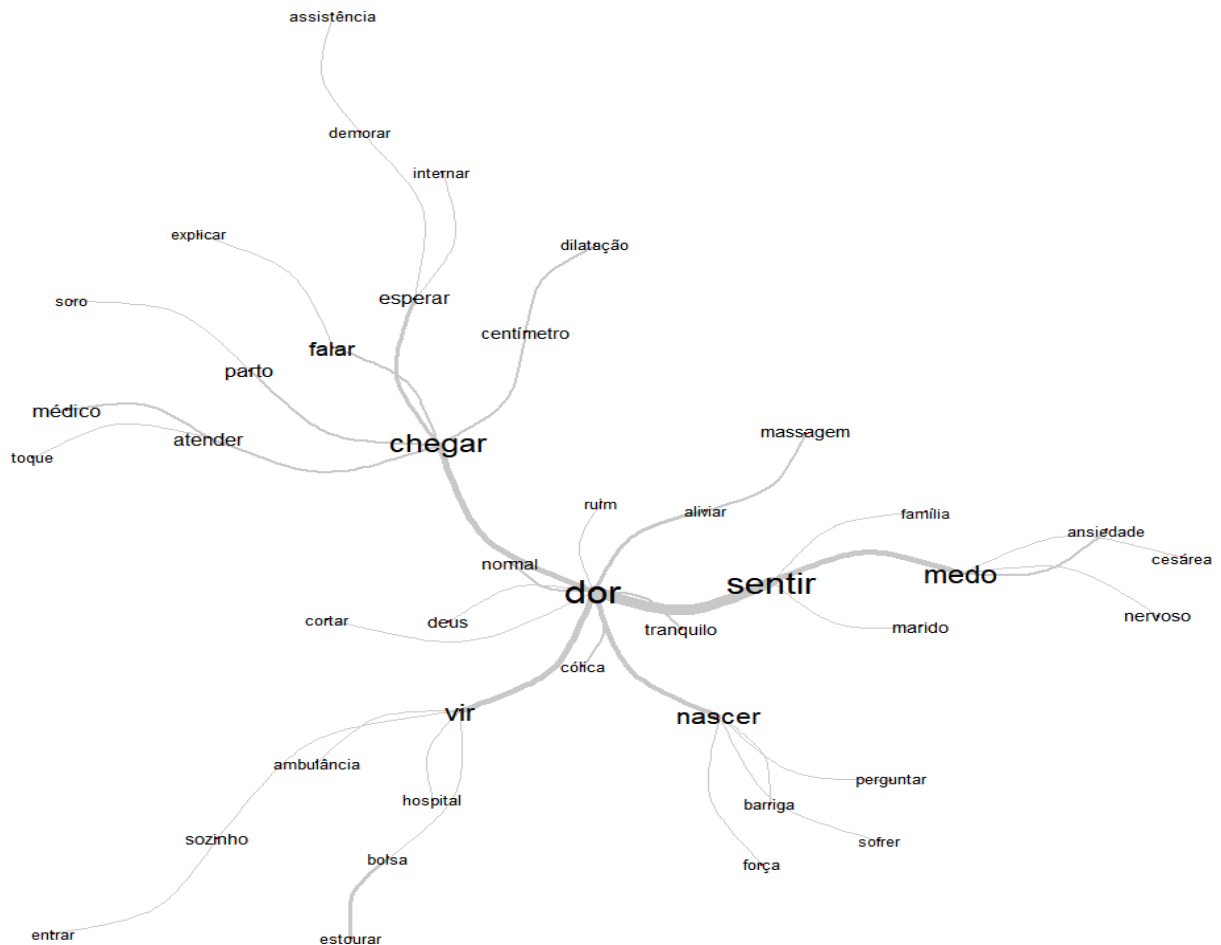 assistência
demorar
internar
explicar
dilatação
esperar
soro
centímetro
falar
parto
médico
atender
chegar
massagem
toque
ruim
aliviar
família
ansiedade
normal
cesárea
dor
sentir
medo
cortar
deus
tranquilo
marido
nervoso
cólica
vir
nascer
ambulância
perguntar
hospital
barriga
sozinho
sofrer
bolsa
força
entrar
estourar